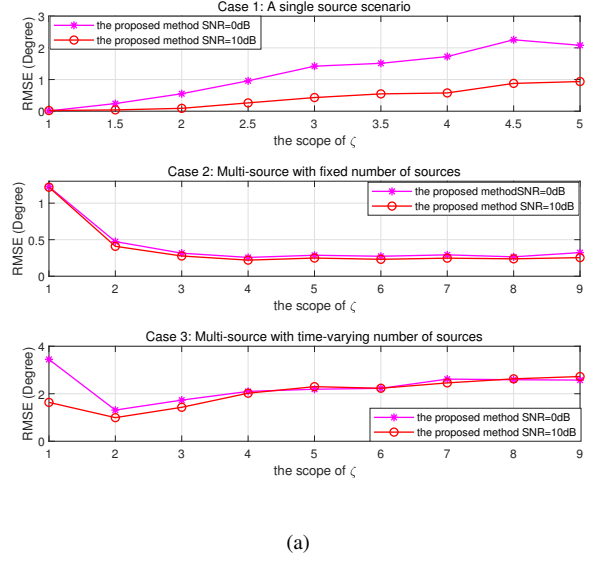 Case 1: A single source scenario
the proposed method SNR=0dB
the proposed method SNR=10dB
RMSE (Degree)
3
2
1
0
1 1.5 2 2.5 3 3.5 4 4.5 5
the scope of ζ
Case 2: Multi-source with fixed number of sources
the proposed methodSNR=0dB
the proposed method SNR=10dB
RMSE (Degree)
1
0.5
0
1 2 3 4 5 6 7 8 9
the scope of ζ
Case 3: Multi-source with time-varying number of sources
the proposed method SNR=0dB
the proposed method SNR=10dB
RMSE (Degree)
4
2
0
1 2 3 4 5 6 7 8 9
the scope of ζ
(a)